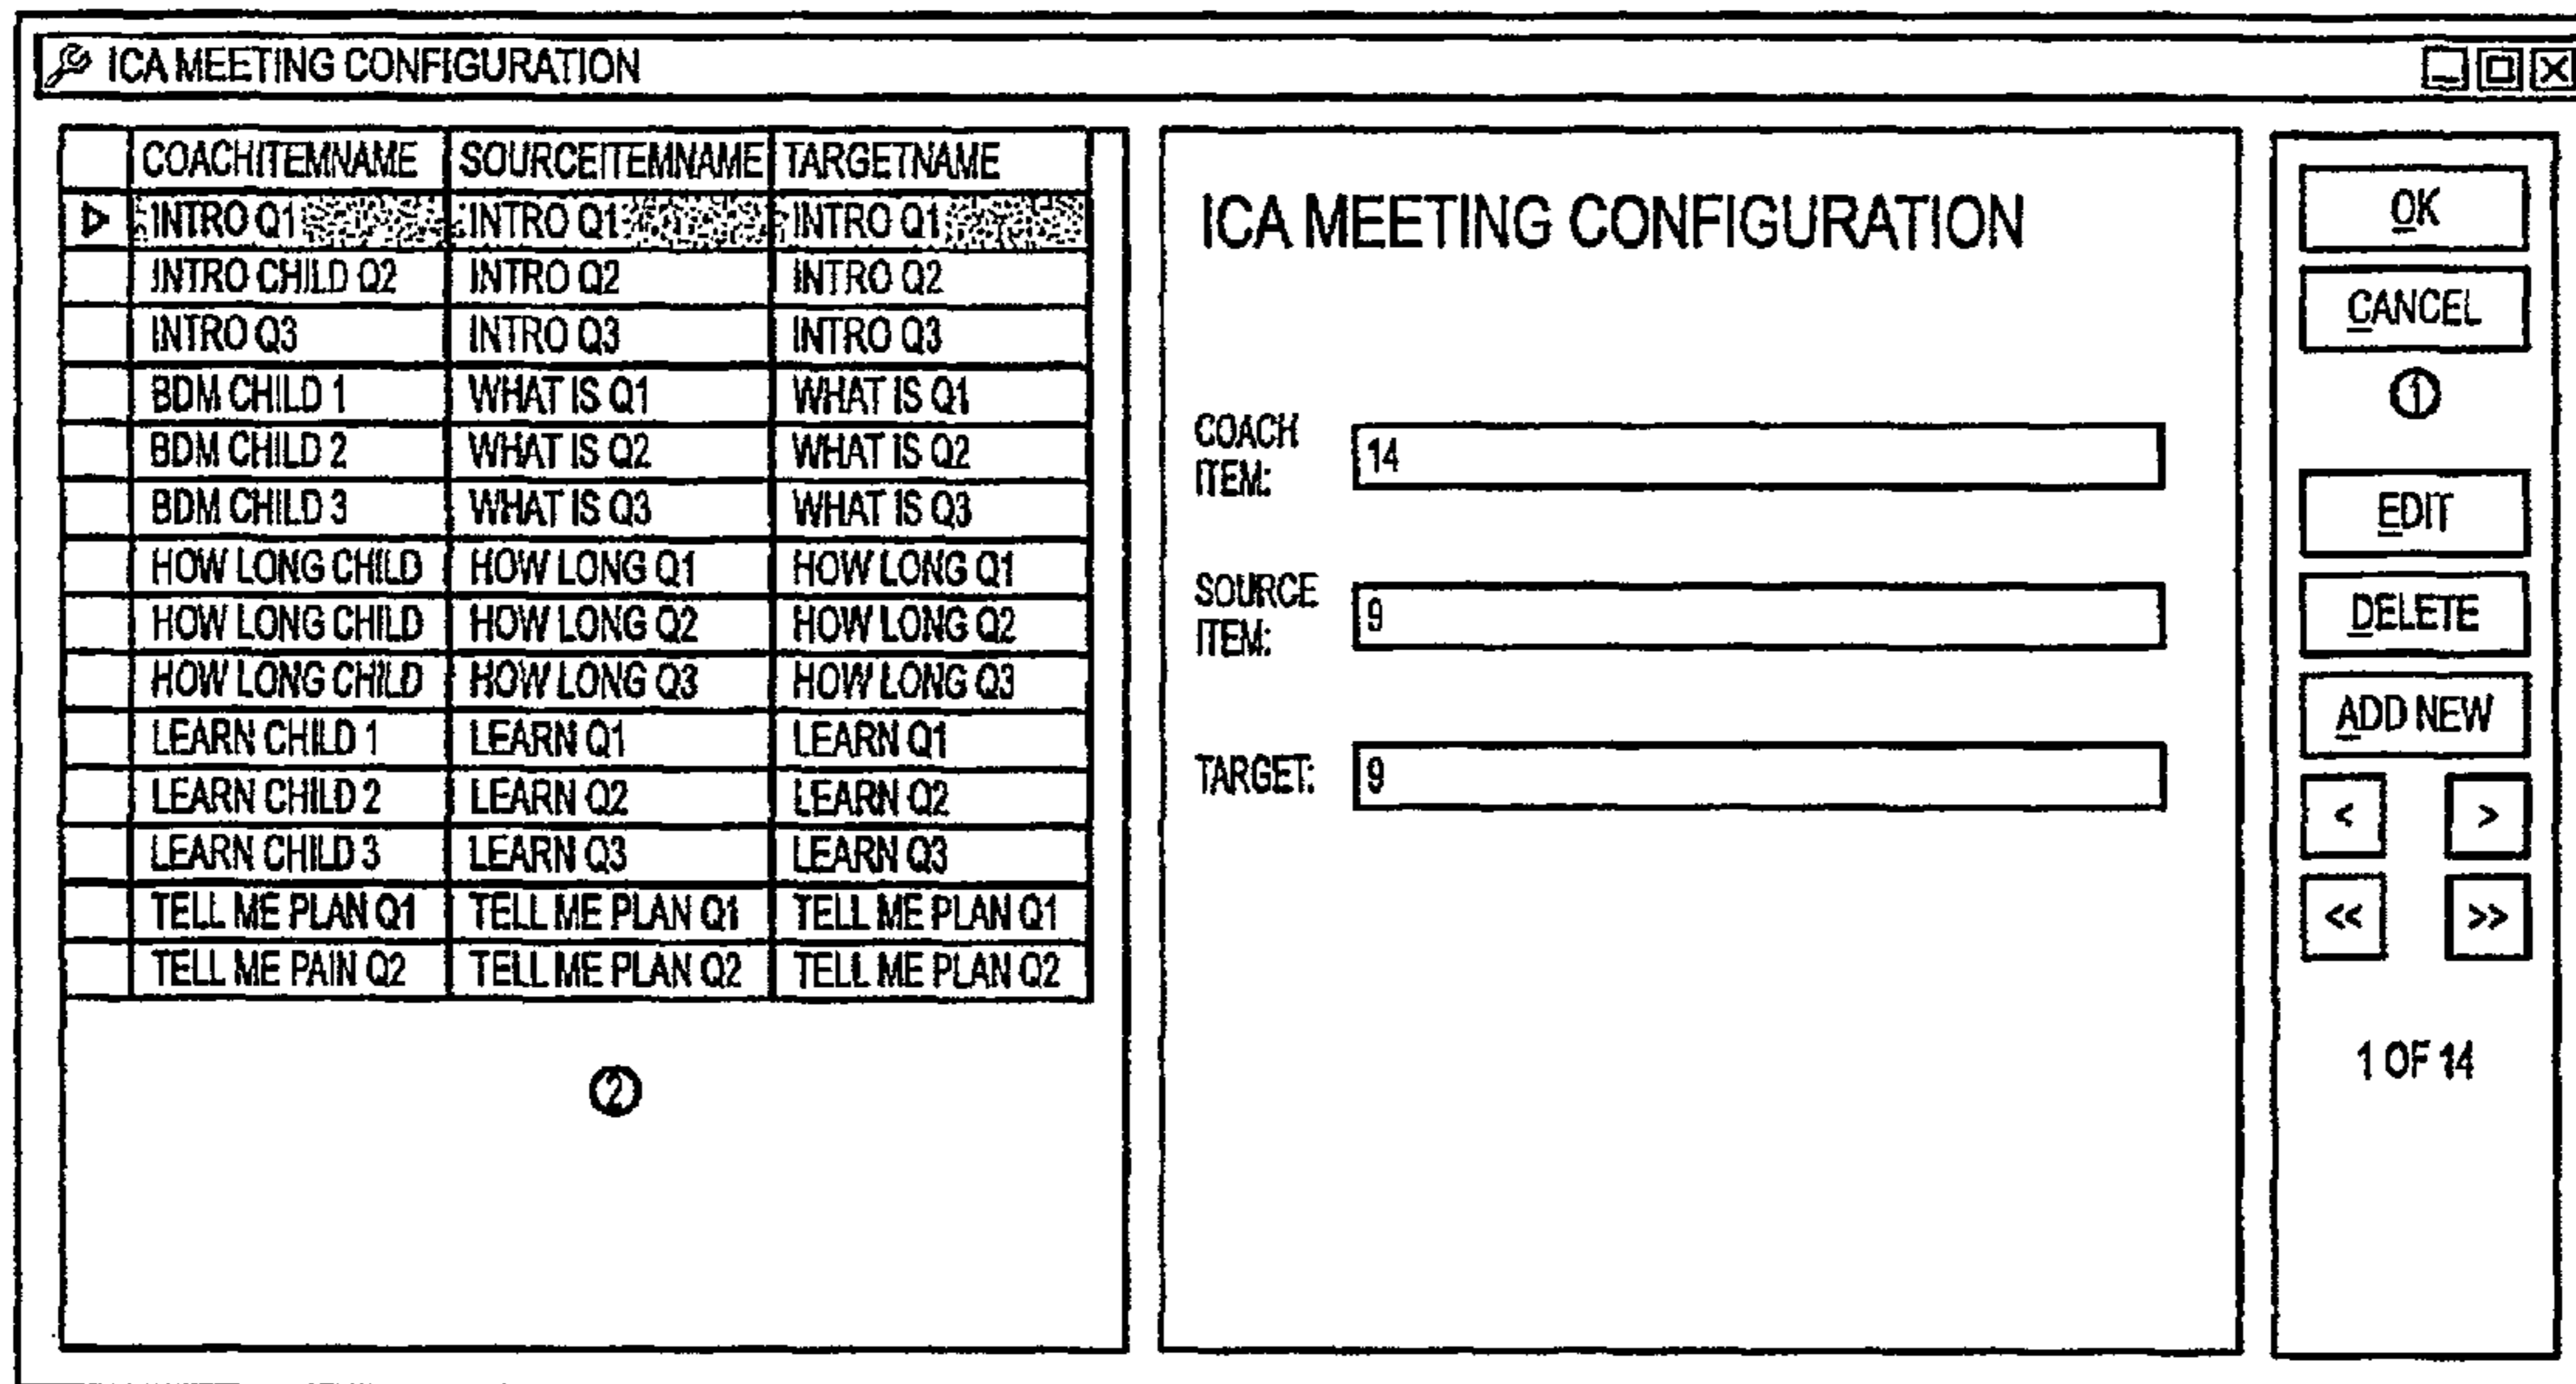 ICA MEETING CONFIGURATION
COACHITEMNAME SOURCEITEMNAME TARGETNAME
INTRO Q1 INTRO Q1 INTRO Q1
INTRO CHILD Q2 INTRO Q2 INTRO Q2
INTRO Q3 INTRO Q3 INTRO Q3
BDM CHILD 1 WHAT IS Q1 WHAT IS Q1
BDM CHILD 2 WHAT IS Q2 WHAT IS Q2
BDM CHILD 3 WHAT IS Q3 WHAT IS Q3
HOW LONG CHILD HOW LONG Q1 HOW LONG Q1
HOW LONG CHILD HOW LONG Q2 HOW LONG Q2
HOW LONG CHILD HOW LONG Q3 HOW LONG Q3
LEARN CHILD 1 LEARN Q1 LEARN Q1
LEARN CHILD 2 LEARN Q2 LEARN Q2
LEARN CHILD 3 LEARN Q3 LEARN Q3
TELL ME PLAN Q1 TELL ME PLAN Q1 TELL ME PLAN Q1
TELL ME PAIN Q2 TELL ME PLAN Q2 TELL ME PLAN Q2
2
ICA MEETING CONFIGURATION
COACH
ITEM:
14
SOURCE
ITEM:
9
TARGET: 9
OK
CANCEL
1
EDIT
DELETE
ADD NEW
< >
<< >>
1 OF 14